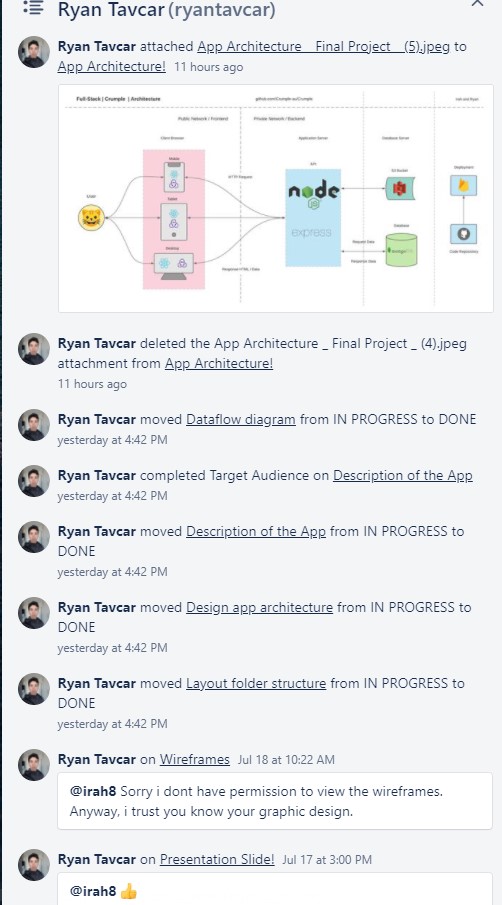 Ryan Tavcar (ryantavcar)
Ryan Tavcar attached App Architecture _ Final Project _ (5).jpeg to
App Architecture! 11 hours ago
Full-Stack | Crumple | Architecture
Public Network / Frontend
Private Network / Backend
Client Browser
Application Server
Database Server
Mobile
Tablet
Desktop
User
HTTP Request
Response HTML / Data
API
node
JS
express
Request Data
Response data
S3 Bucket
Database
Deployment
Code Repository
Ryan Tavcar deleted the App Architecture _ Final Project _ (4).jpeg
attachment from App Architecture!
11 hours ago
Ryan Tavcar moved Dataflow diagram from IN PROGRESS to DONE
yesterday at 4:42 PM
Ryan Tavcar completed Target Audience on Description of the App
yesterday at 4:42 PM
Ryan Tavcar moved Description of the App from IN PROGRESS to
DONE
yesterday at 4:42 PM
Ryan Tavcar moved Design app architecture from IN PROGRESS to
DONE
yesterday at 4:42 PM
Ryan Tavcar moved Layout folder structure from IN PROGRESS to
DONE
yesterday at 4:42 PM
Ryan Tavcar on Wireframes Jul 18 at 10:22 AM
@irah8 Sorry i dont have permission to view the wireframes.
Anyway, i trust you know your graphic design.
Ryan Tavcar on Presentation Slide! Jul 17 at 3:00 PM
@irah8 👍